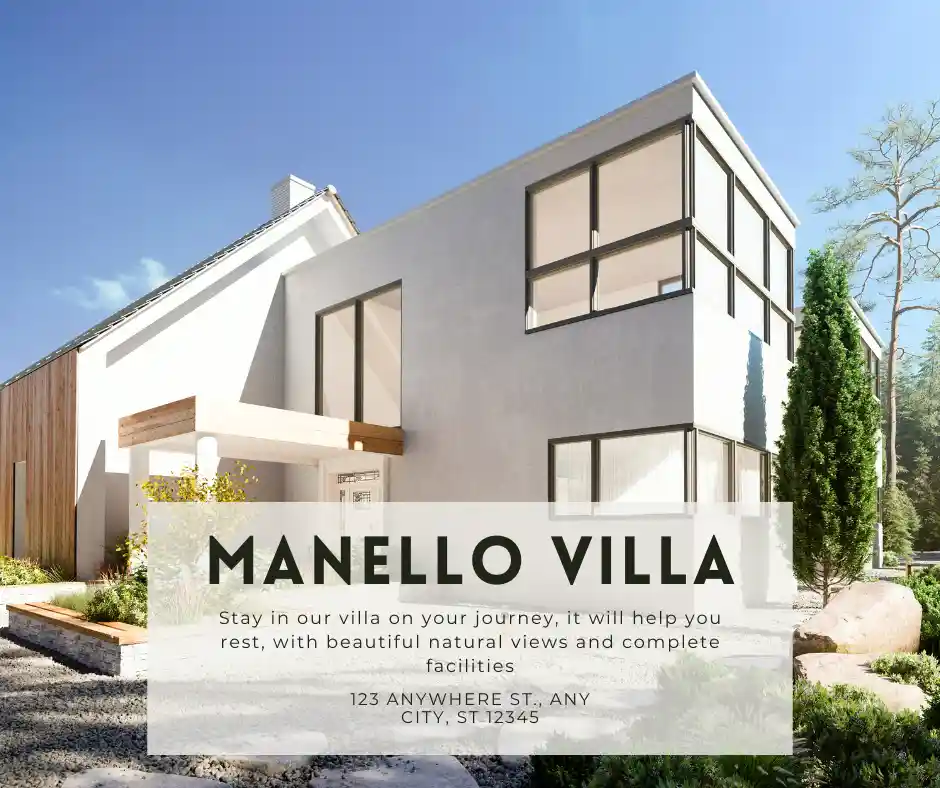 MANELLO VILLA
Stay in our villa on your journey, it will help you
rest, with beautiful natural views and complete
facilities
123 ANYWHERE ST., ANY
CITY, ST 12345